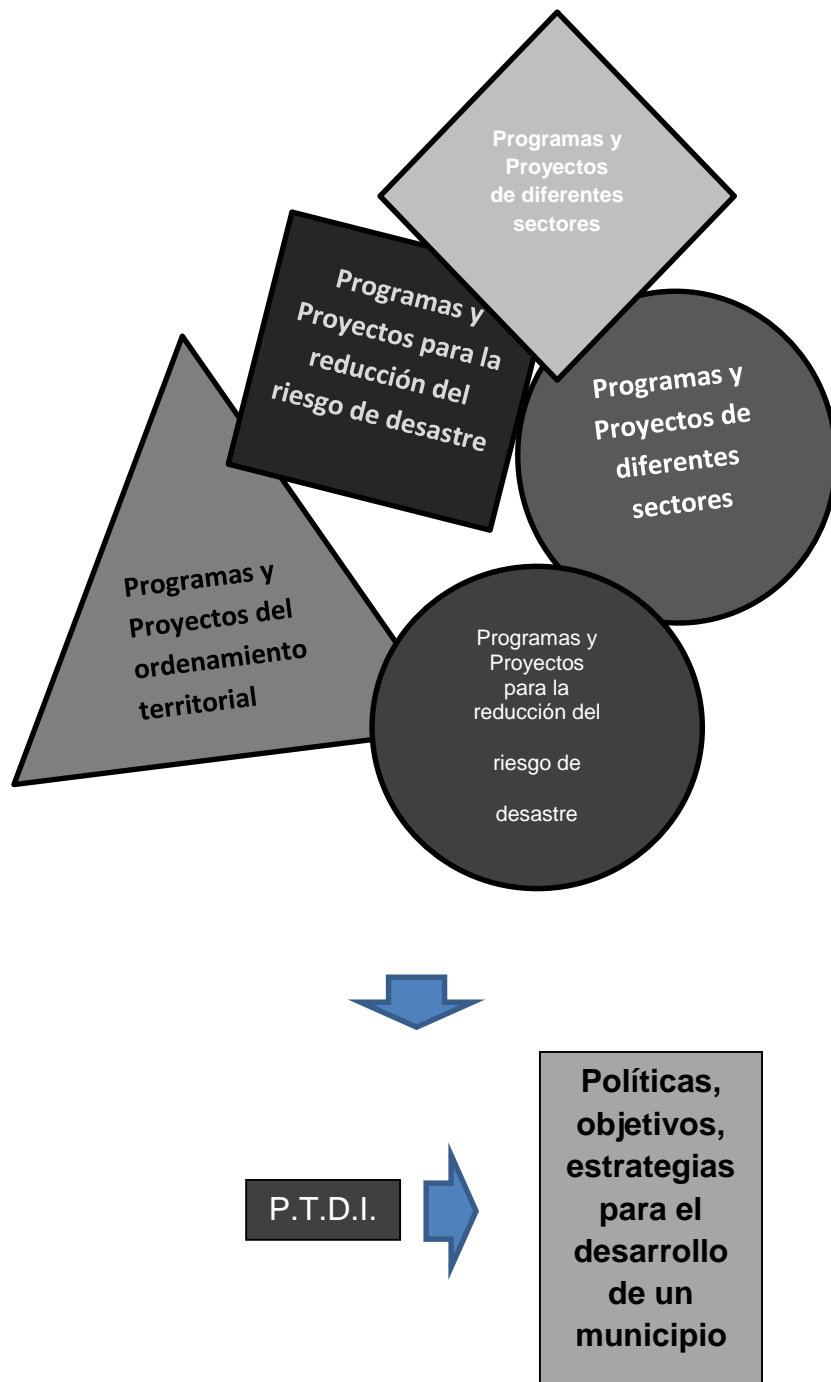 Programas y
Proyectos
de diferentes
sectores
Programas y
Proyectos para la
reducción del
riesgo de desastre
Programas y
Proyectos de
diferentes
sectores
Programas y
Proyectos del
ordenamiento
territorial
Programas y
Proyectos
para la
reducción del
riesgo de
desastre
P.T.D.I.
Políticas,
objetivos,
estrategias
para el
desarrollo
de un
municipio